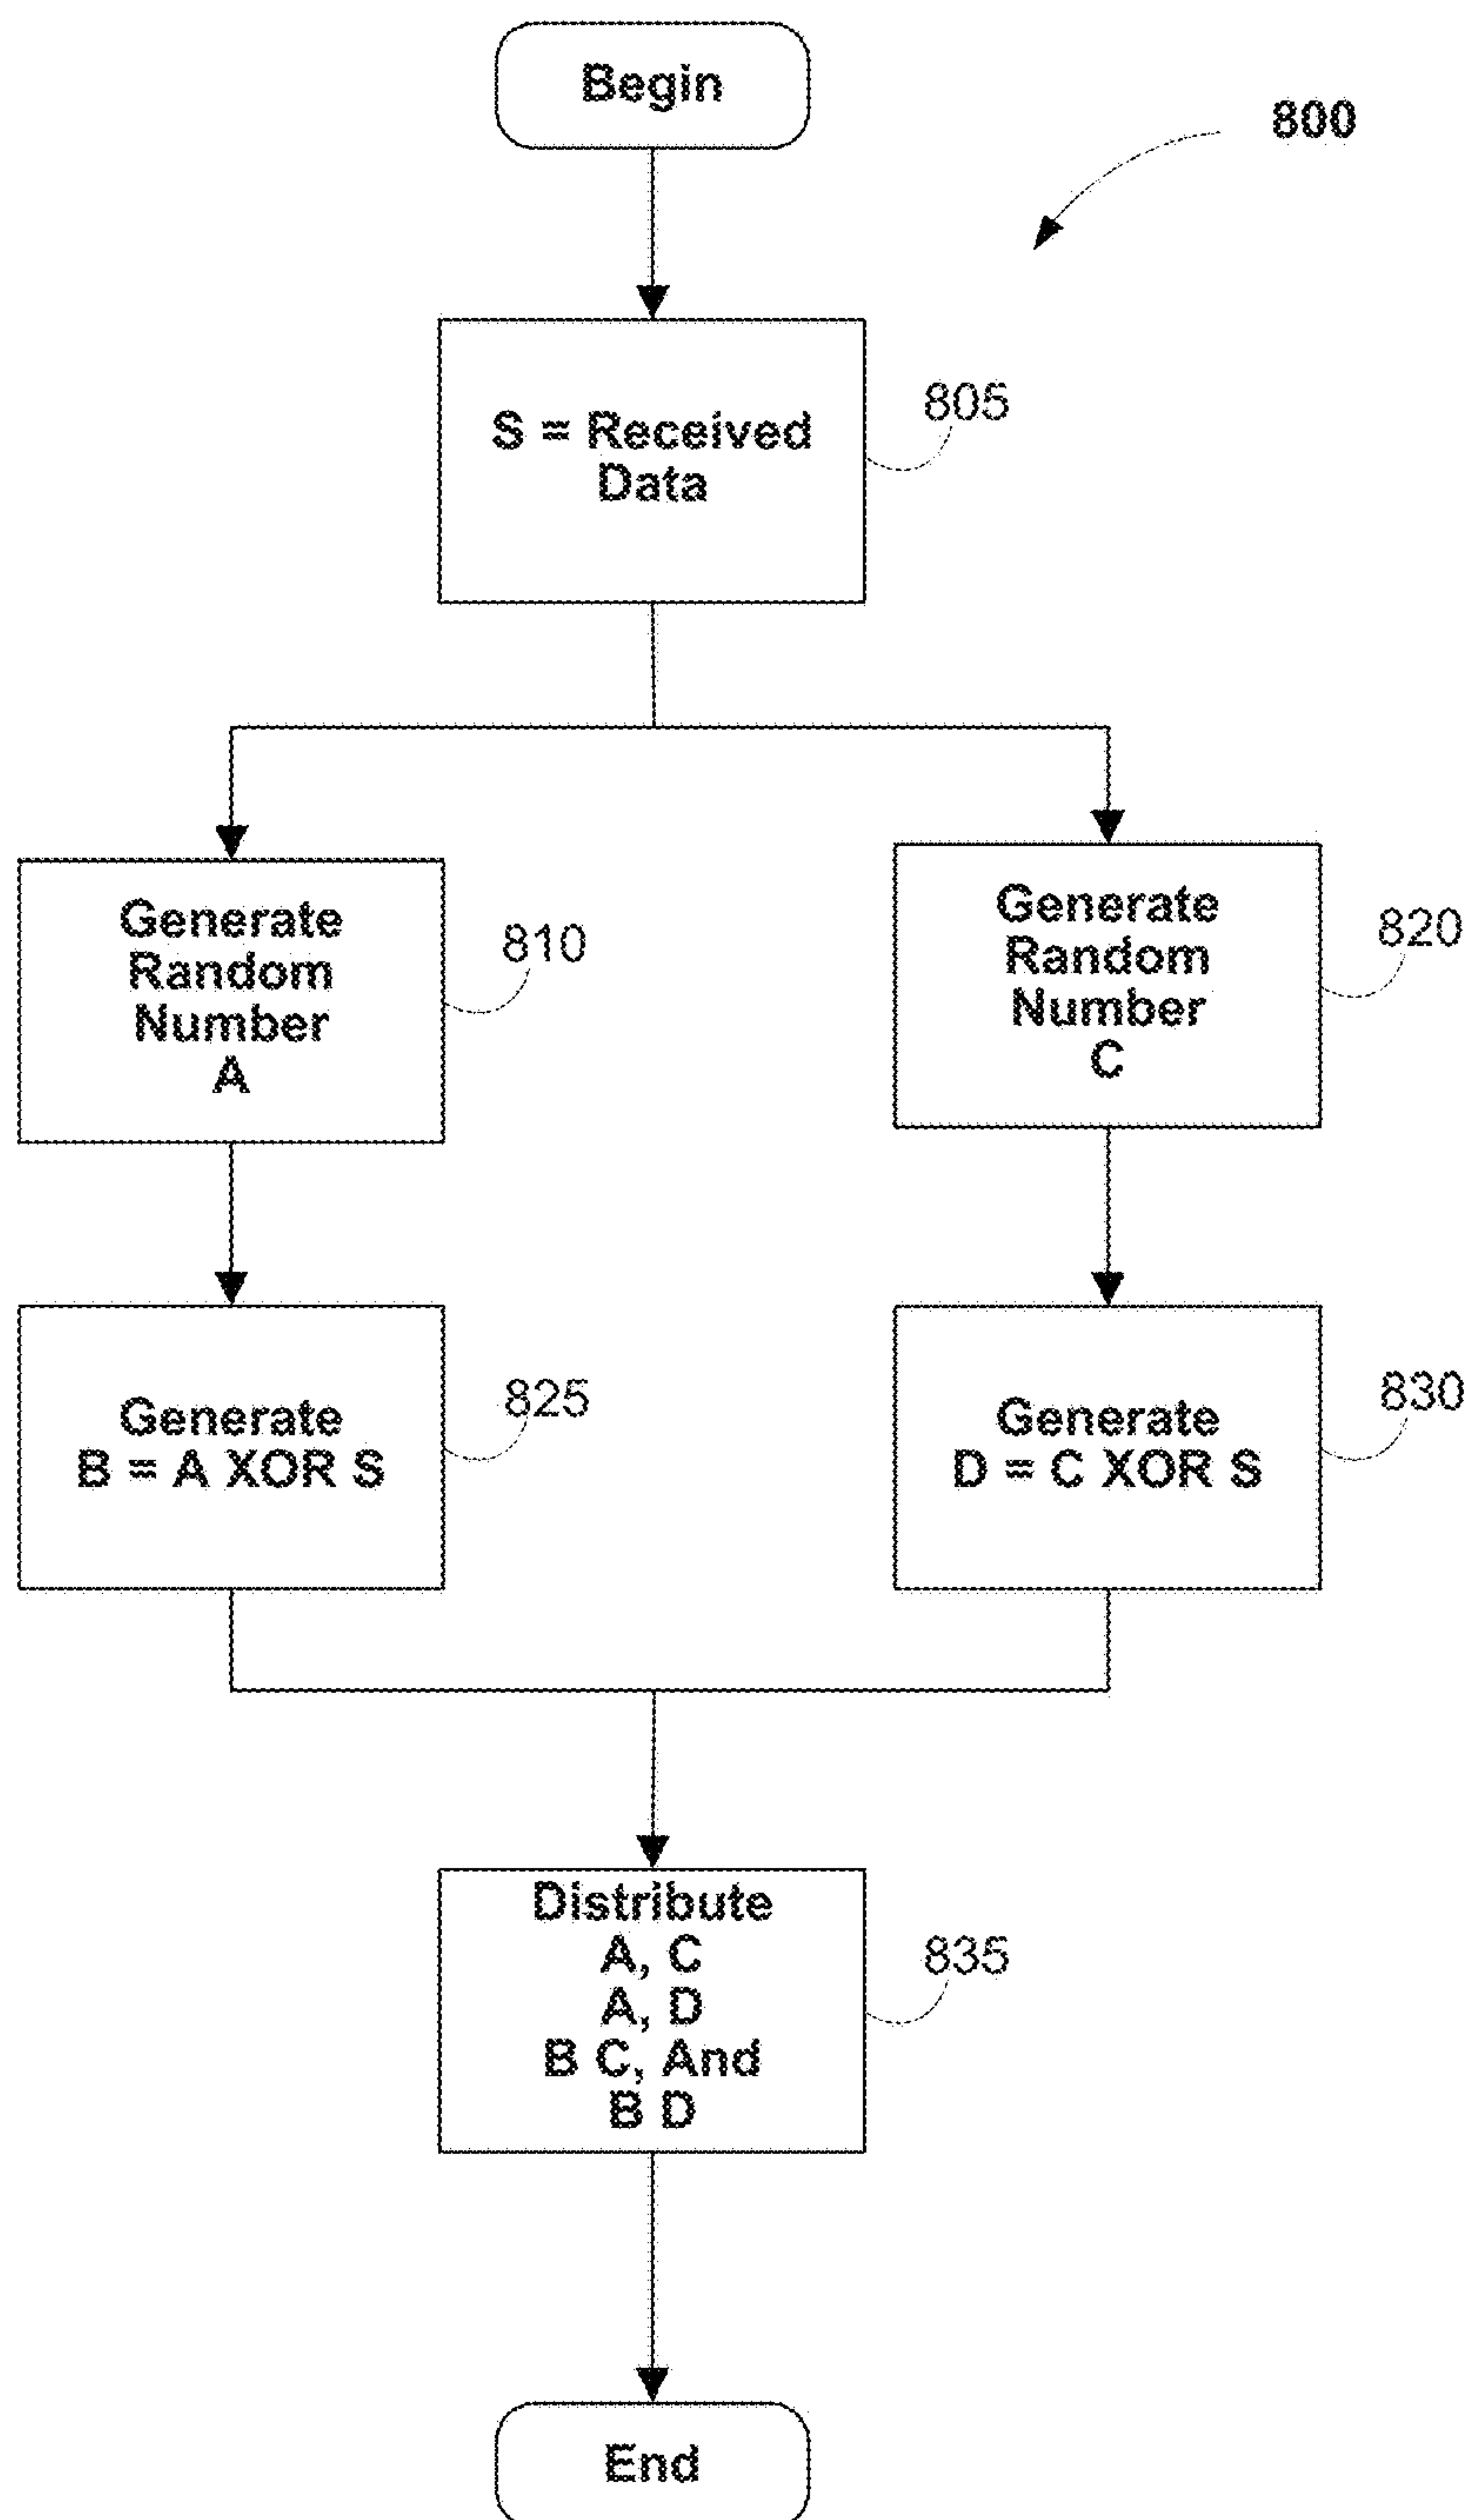 Begin
800
S = Received
Data
805
Generate
Random
Number
A
810
Generate
Random
Number
C
820
Generate
B = A XOR S
825
Generate
D = C XOR S
830
Distribute
A, C
A, D
B C, And
B D
835
End